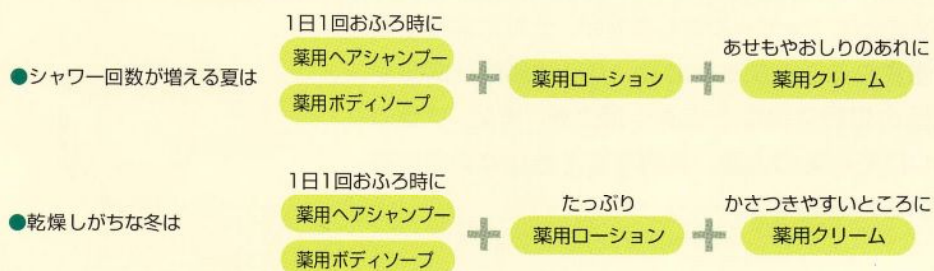 1日1回おふろ時に
●シャワー回数が増える夏は
薬用ヘアシャンプー
薬用ボディソープ
+
薬用ローション
+
あせもやおしりのあれに
薬用クリーム
1日1回おふろ時に
●乾燥しがちな冬は
薬用ヘアシャンプー
薬用ボディソープ
+
たっぷり
薬用ローション
+
かさつきやすいところに
薬用クリーム